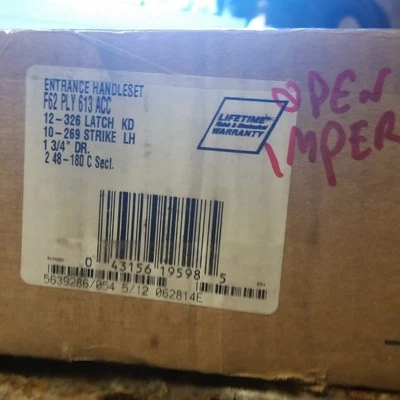 ENTRANCE HANDLESET
F62 PLY 613 ACC
12-326 LATCH KD
10-269 STRIKE LH
1 3/4" DR.
2 48-180 C Sect.
LIFETIME
WARRANTY
OPEN
IMPER
0 43156 19598 5
5639286/054 5/12 062814E